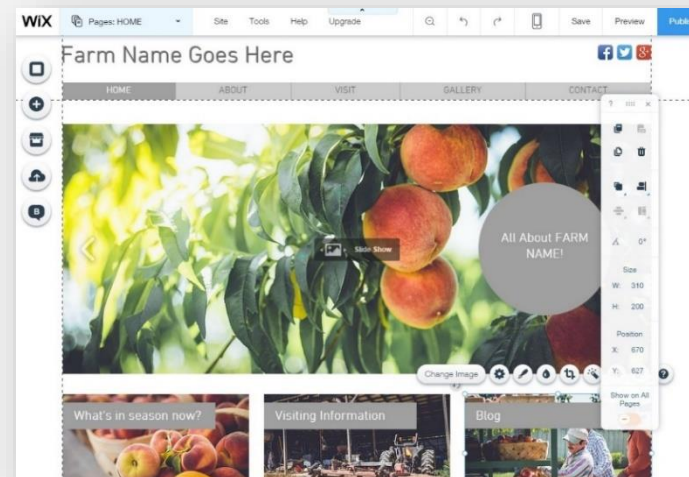 WiX Pages: HOME Site Tools Help Upgrade Save Preview Publi
Farm Name Goes Here
HOME ABOUT VISIT GALLERY CONTACT
? ×
Slide Show
All About FARM
NAME!
0°
Size
W: 310
H: 200
Position
X: 670
Y: 627
Change Image
?
Show on All
Pages
What's in season now? Visiting Information Blog